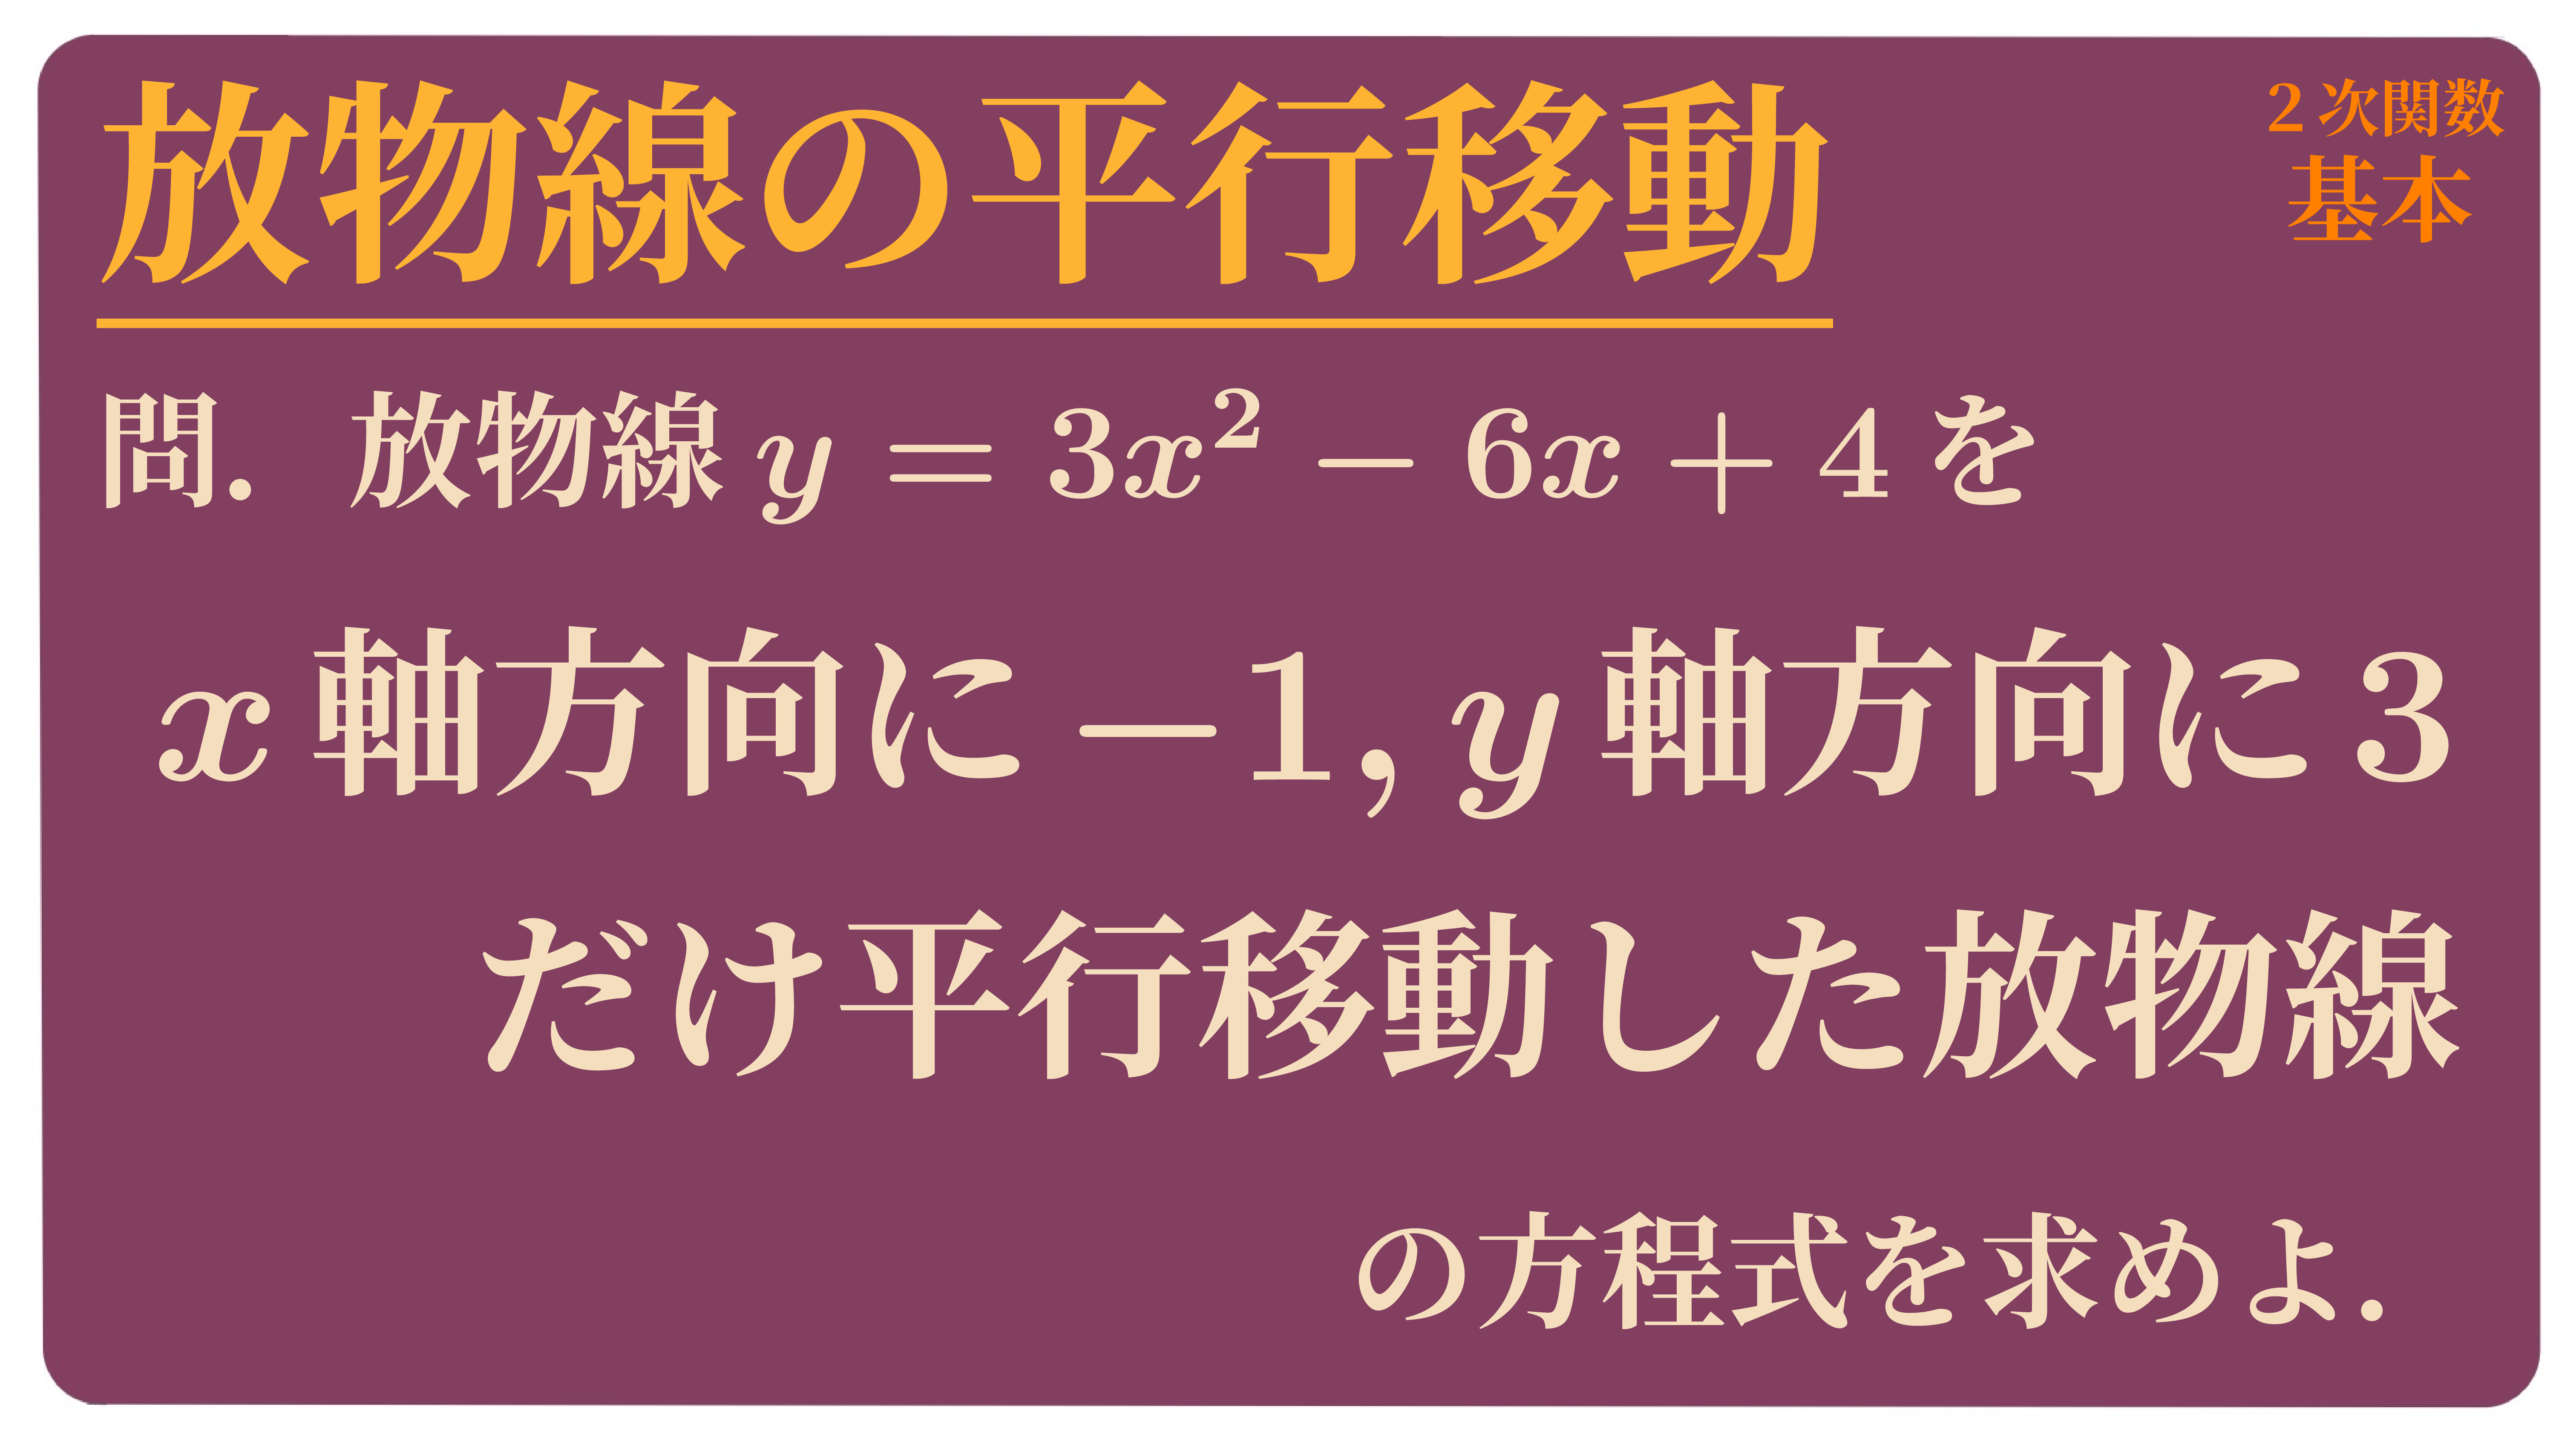 放物線の平行移動
2次関数
基本
問. 放物線 y = 3x² − 6x + 4 を
x 軸方向に −1, y 軸方向に 3
だけ平行移動した放物線
の方程式を求めよ.